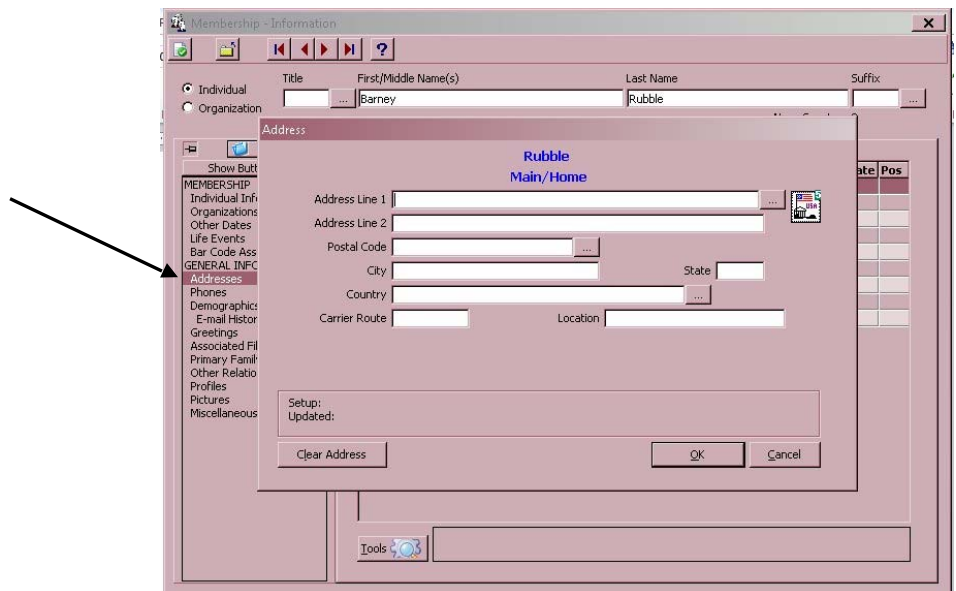 Membership - Information
?
Individual
Organization
Title First/Middle Name(s) Last Name Suffix
... Barney Rubble ...
Address
Rubble
Main/Home
Address Line 1 ...
USA
Address Line 2
Postal Code ...
City State
Country ...
Carrier Route Location
Setup:
Updated:
Clear Address OK Cancel
Show Butt
MEMBERSHIP
Individual Inf
Organizations
Other Dates
Life Events
Bar Code Ass
GENERAL INFC
Addresses
Phones
Demographics
E-mail Histor
Greetings
Associated Fil
Primary Famil
Other Relatio
Profiles
Pictures
Miscellaneous
ate Pos
Tools